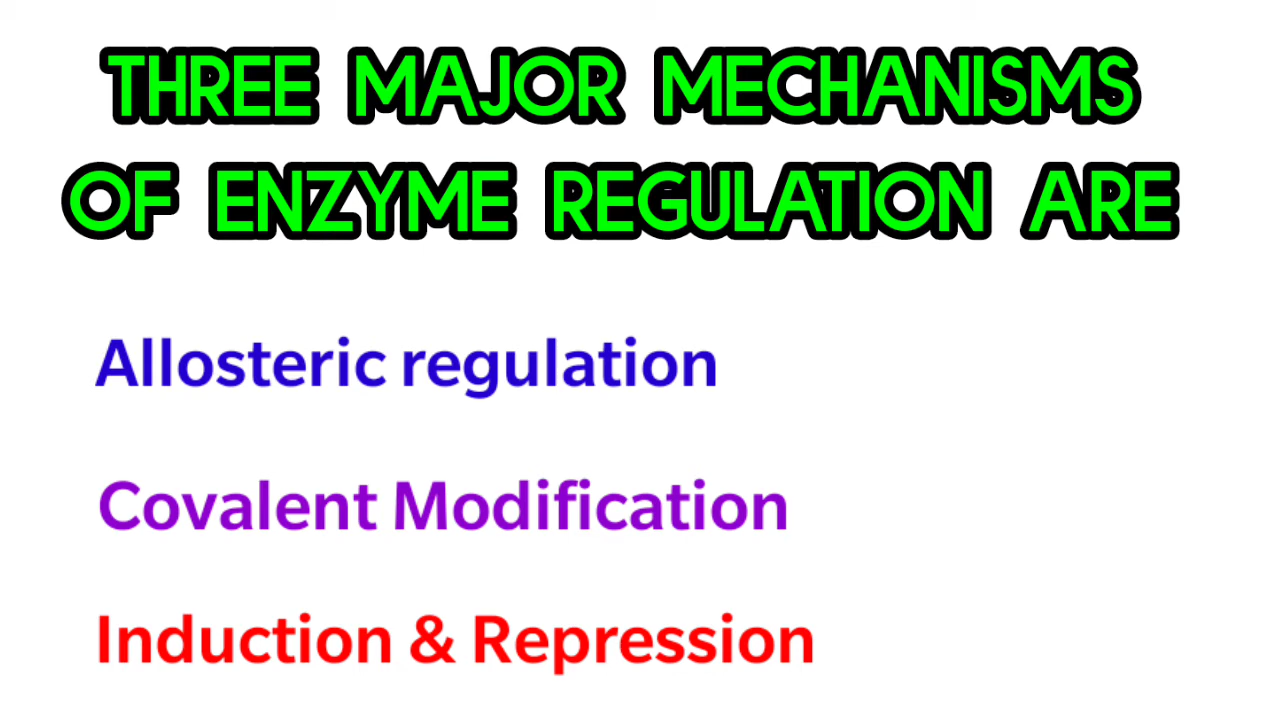 THREE MAJOR MECHANISMS
OF ENZYME REGULATION ARE
Allosteric regulation
Covalent Modification
Induction & Repression